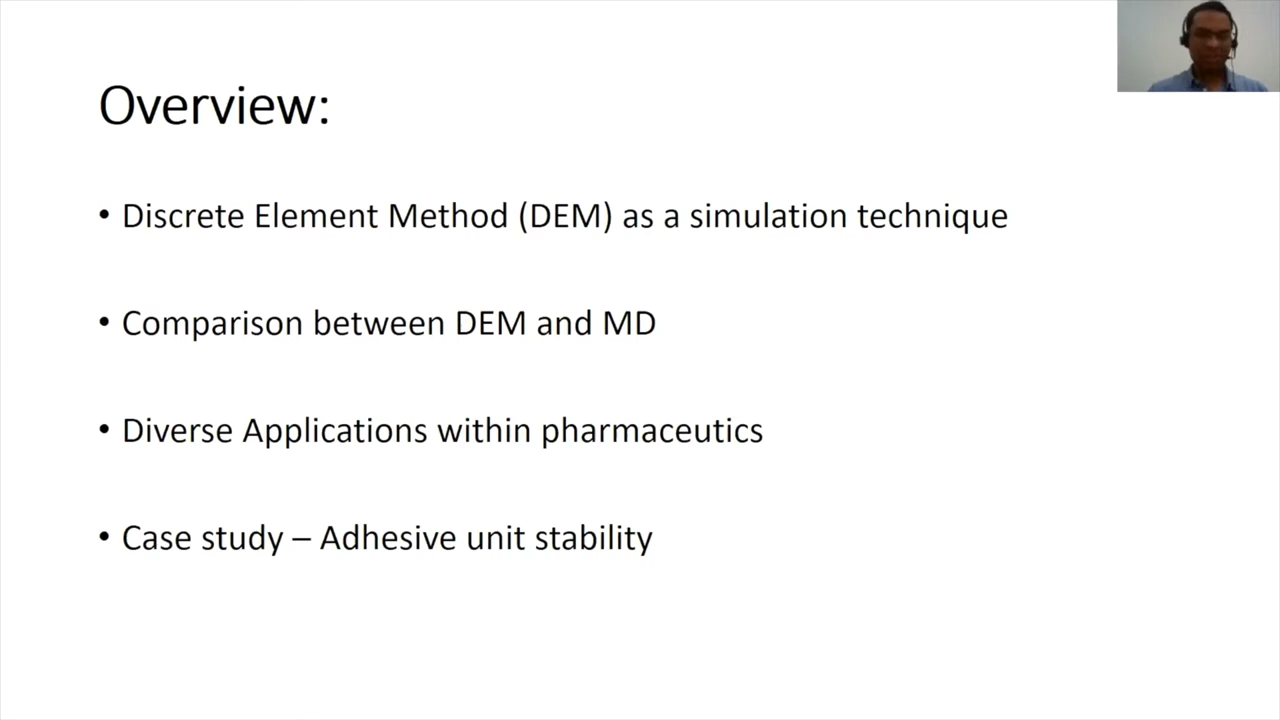 Overview:
• Discrete Element Method (DEM) as a simulation technique
• Comparison between DEM and MD
• Diverse Applications within pharmaceutics
• Case study – Adhesive unit stability